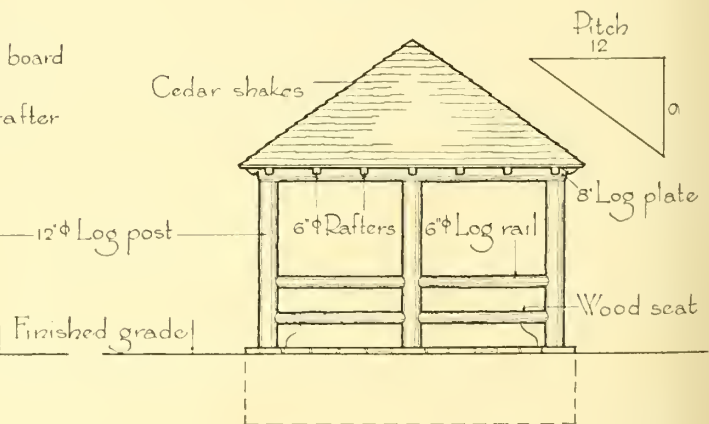 Pitch
12
9
board
Cedar shakes
rafter
8" Log plate
12"ϕ Log post
6"ϕ Rafters
6"ϕ Log rail
Wood seat
Finished grade